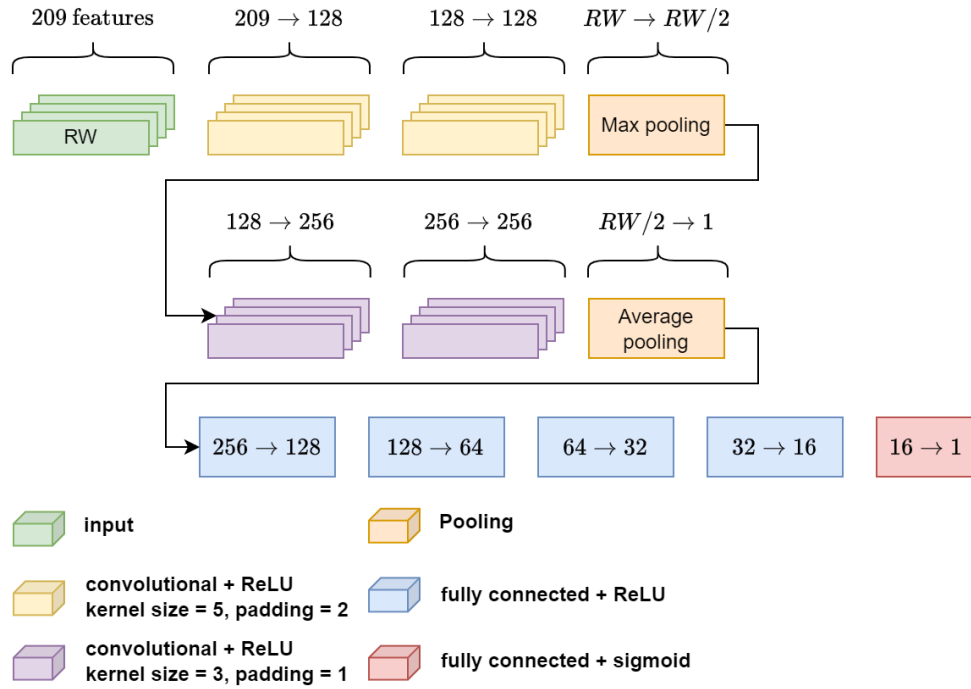 209 features
209 → 128
128 → 128
RW → RW/2
RW
Max pooling
128 → 256
256 → 256
RW/2 → 1
Average
pooling
256 → 128
128 → 64
64 → 32
32 → 16
16 → 1
input
Pooling
convolutional + ReLU
kernel size = 5, padding = 2
fully connected + ReLU
convolutional + ReLU
kernel size = 3, padding = 1
fully connected + sigmoid